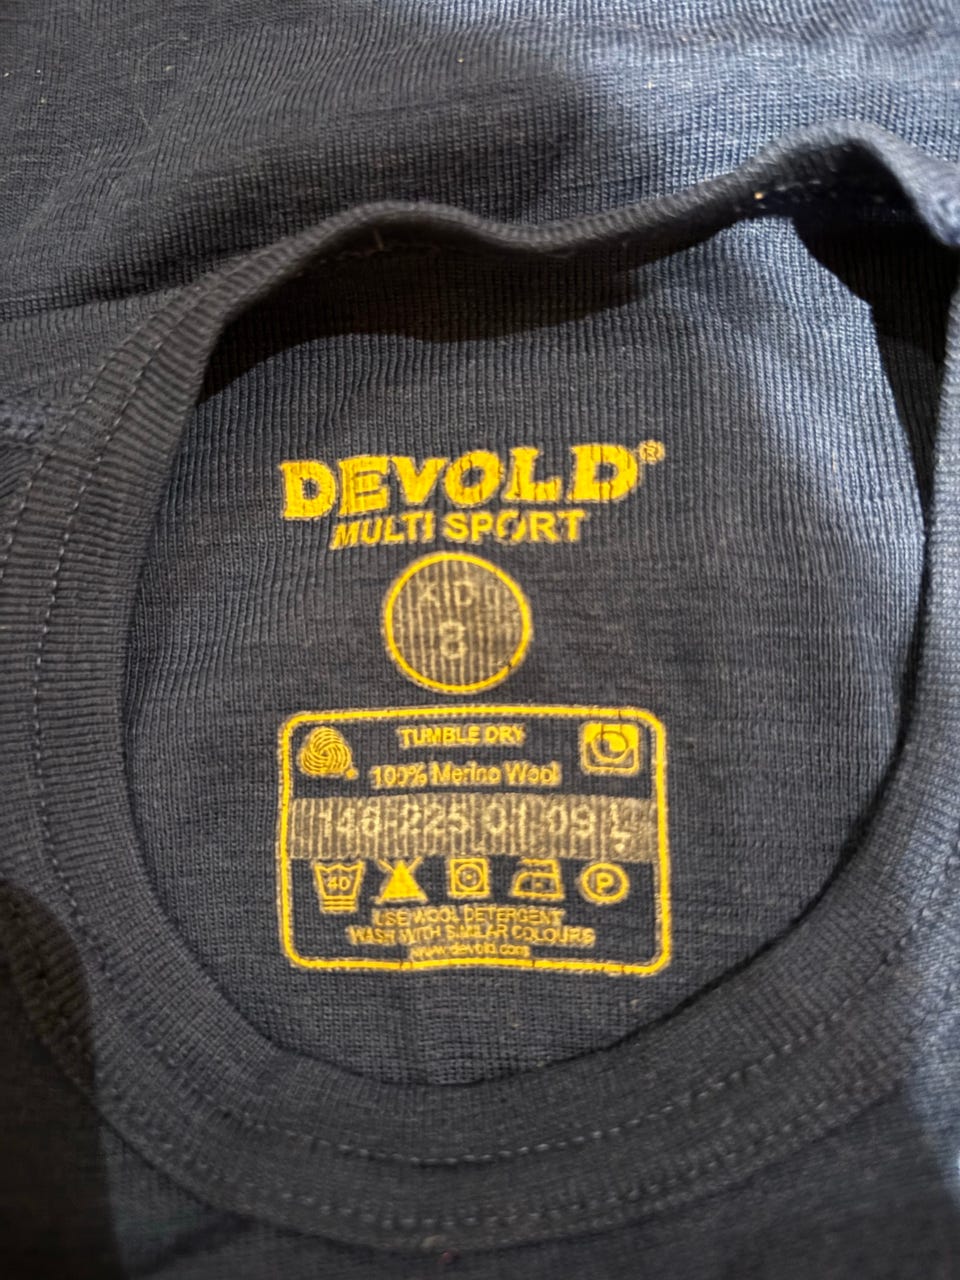 DEVOLD®
MULTI SPORT
KID
8
TUMBLE DRY
100% Merino Wool
146-225 01 09
40
P
USE WOOL DETERGENT
WASH WITH SIMILAR COLOURS
www.devold.com